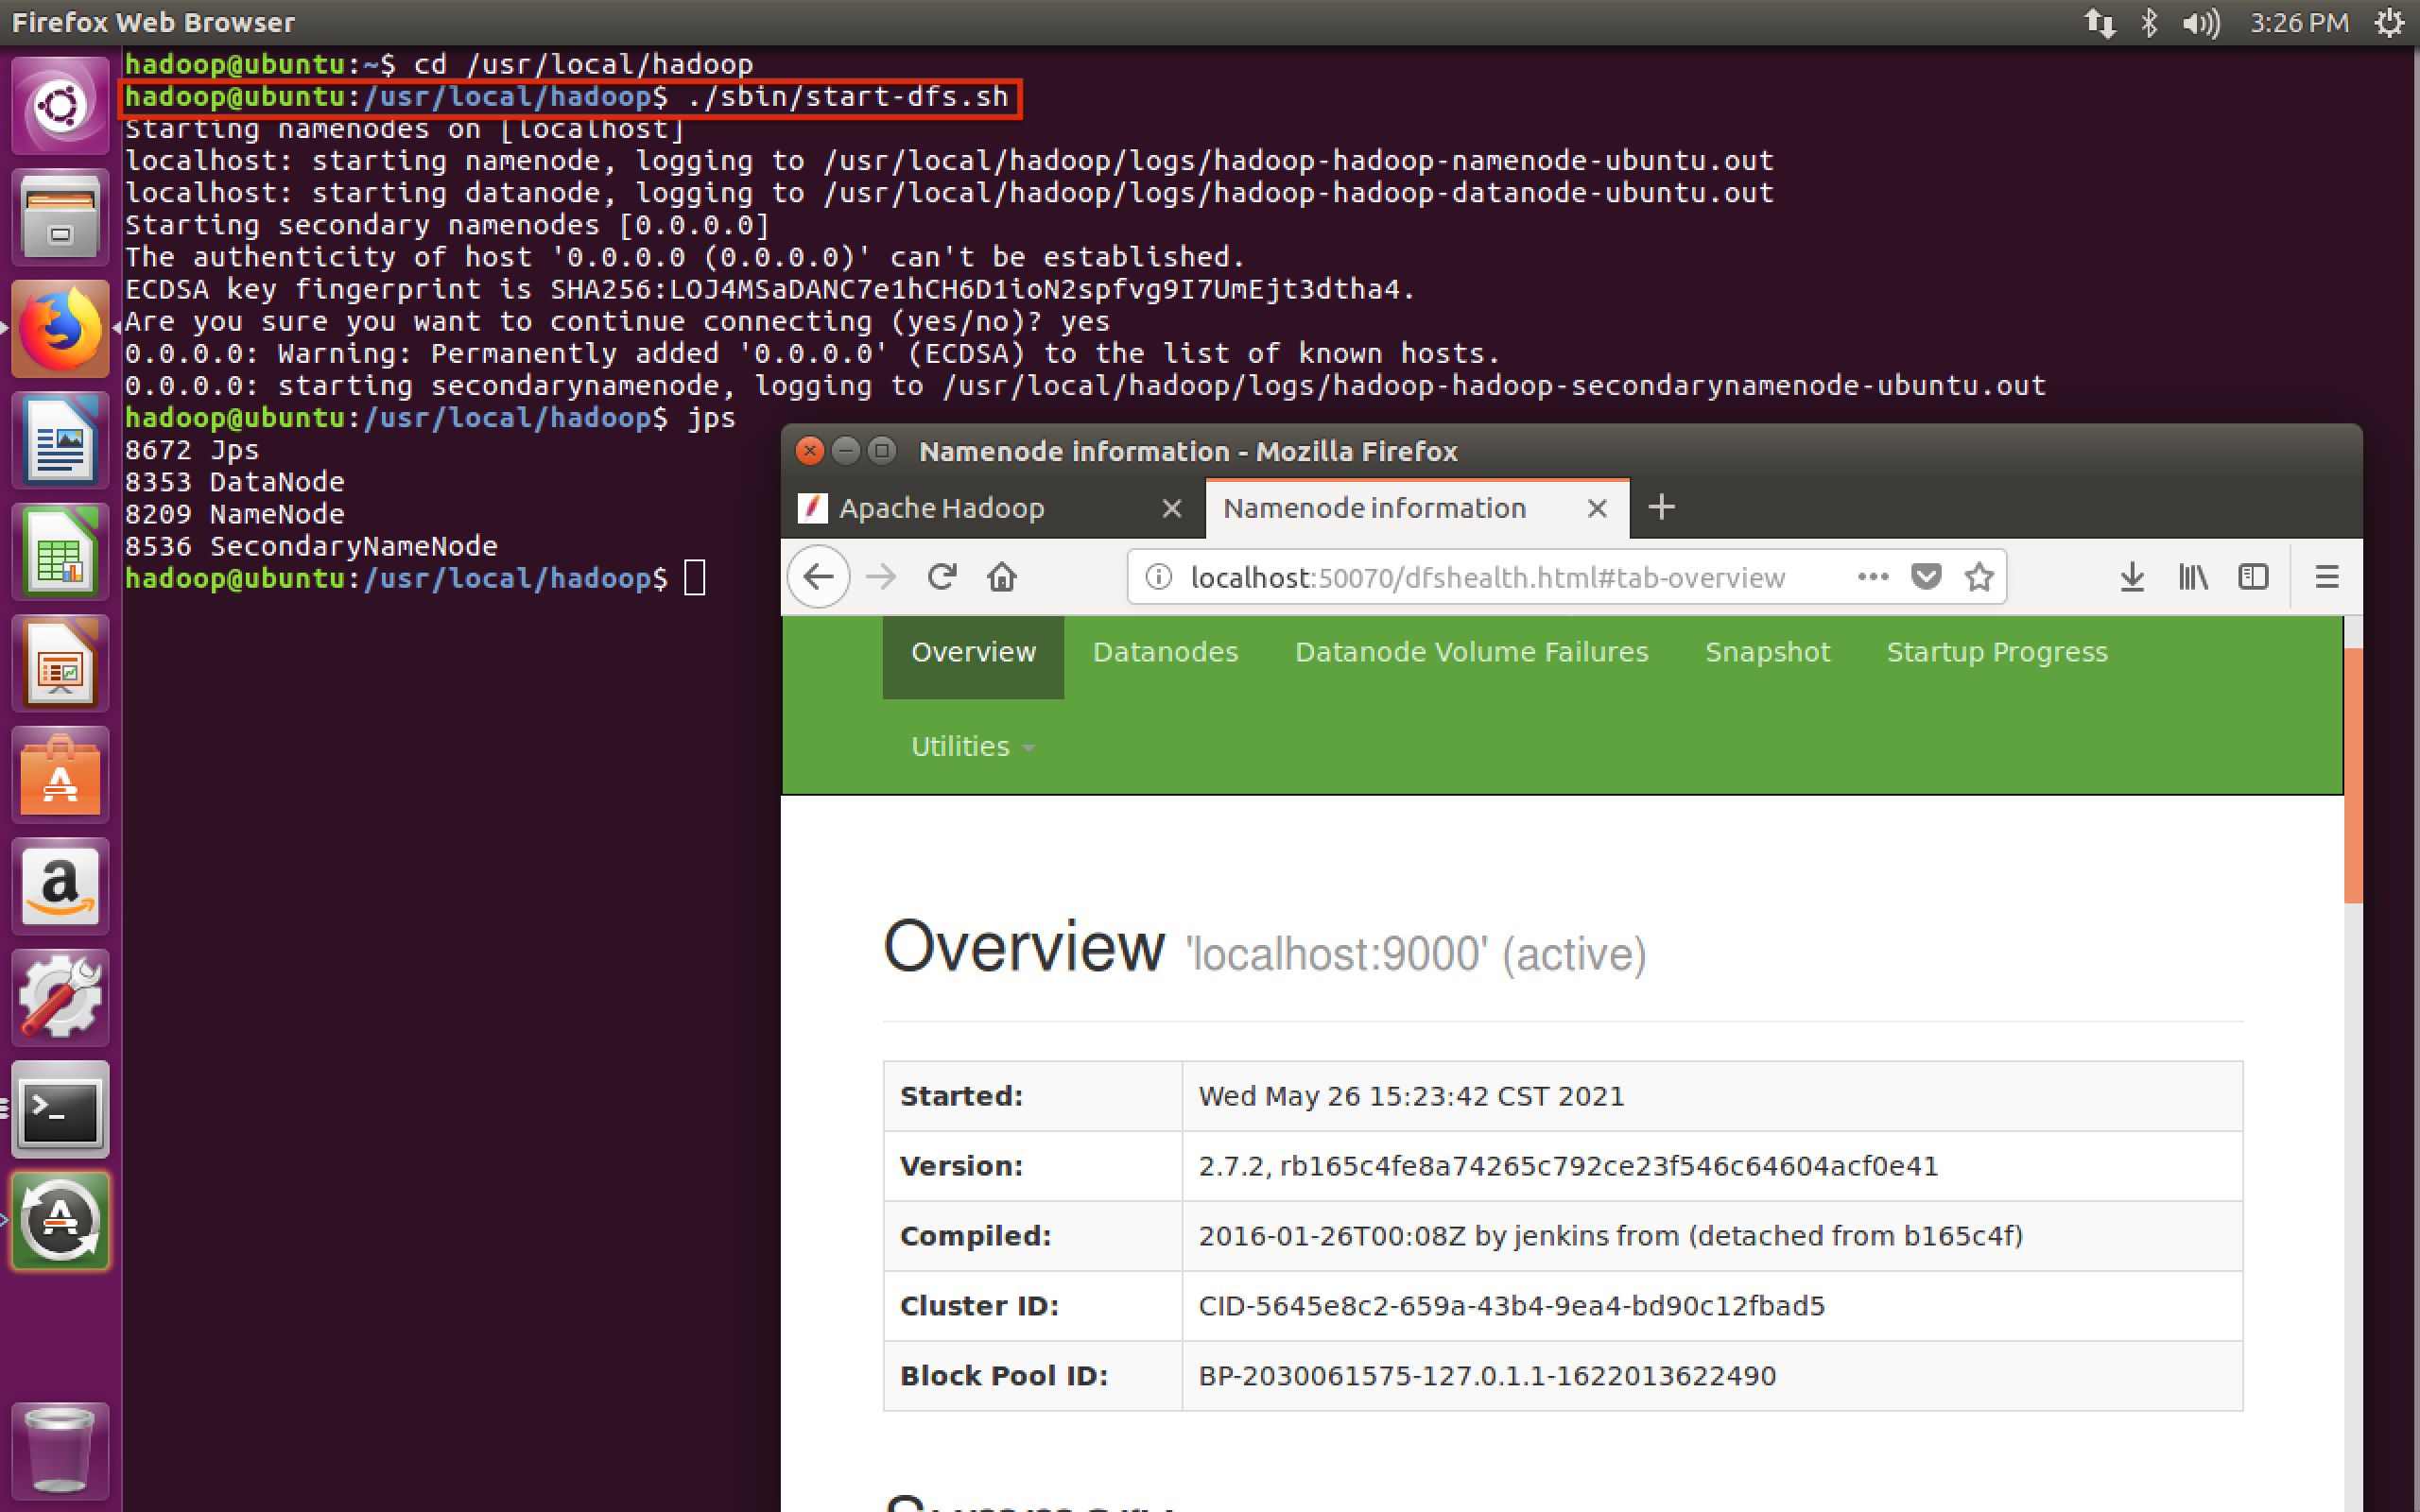 Firefox Web Browser
3:26 PM
hadoop@ubuntu:~$ cd /usr/local/hadoop
hadoop@ubuntu:/usr/local/hadoop$ ./sbin/start-dfs.sh
Starting namenodes on [localhost]
localhost: starting namenode, logging to /usr/local/hadoop/logs/hadoop-hadoop-namenode-ubuntu.out
localhost: starting datanode, logging to /usr/local/hadoop/logs/hadoop-hadoop-datanode-ubuntu.out
Starting secondary namenodes [0.0.0.0]
The authenticity of host '0.0.0.0 (0.0.0.0)' can't be established.
ECDSA key fingerprint is SHA256:LOJ4MSaDANC7e1hCH6D1ioN2spfvg9I7UmEjt3dtha4.
Are you sure you want to continue connecting (yes/no)? yes
0.0.0.0: Warning: Permanently added '0.0.0.0' (ECDSA) to the list of known hosts.
0.0.0.0: starting secondarynamenode, logging to /usr/local/hadoop/logs/hadoop-hadoop-secondarynamenode-ubuntu.out
hadoop@ubuntu:/usr/local/hadoop$ jps
8672 Jps
8353 DataNode
8209 NameNode
8536 SecondaryNameNode
hadoop@ubuntu:/usr/local/hadoop$
Namenode information - Mozilla Firefox
Apache Hadoop
Namenode information
localhost:50070/dfshealth.html#tab-overview
Overview Datanodes Datanode Volume Failures Snapshot Startup Progress
Utilities
Overview 'localhost:9000' (active)
Started: Wed May 26 15:23:42 CST 2021
Version: 2.7.2, rb165c4fe8a74265c792ce23f546c64604acf0e41
Compiled: 2016-01-26T00:08Z by jenkins from (detached from b165c4f)
Cluster ID: CID-5645e8c2-659a-43b4-9ea4-bd90c12fbad5
Block Pool ID: BP-2030061575-127.0.1.1-1622013622490
Summary